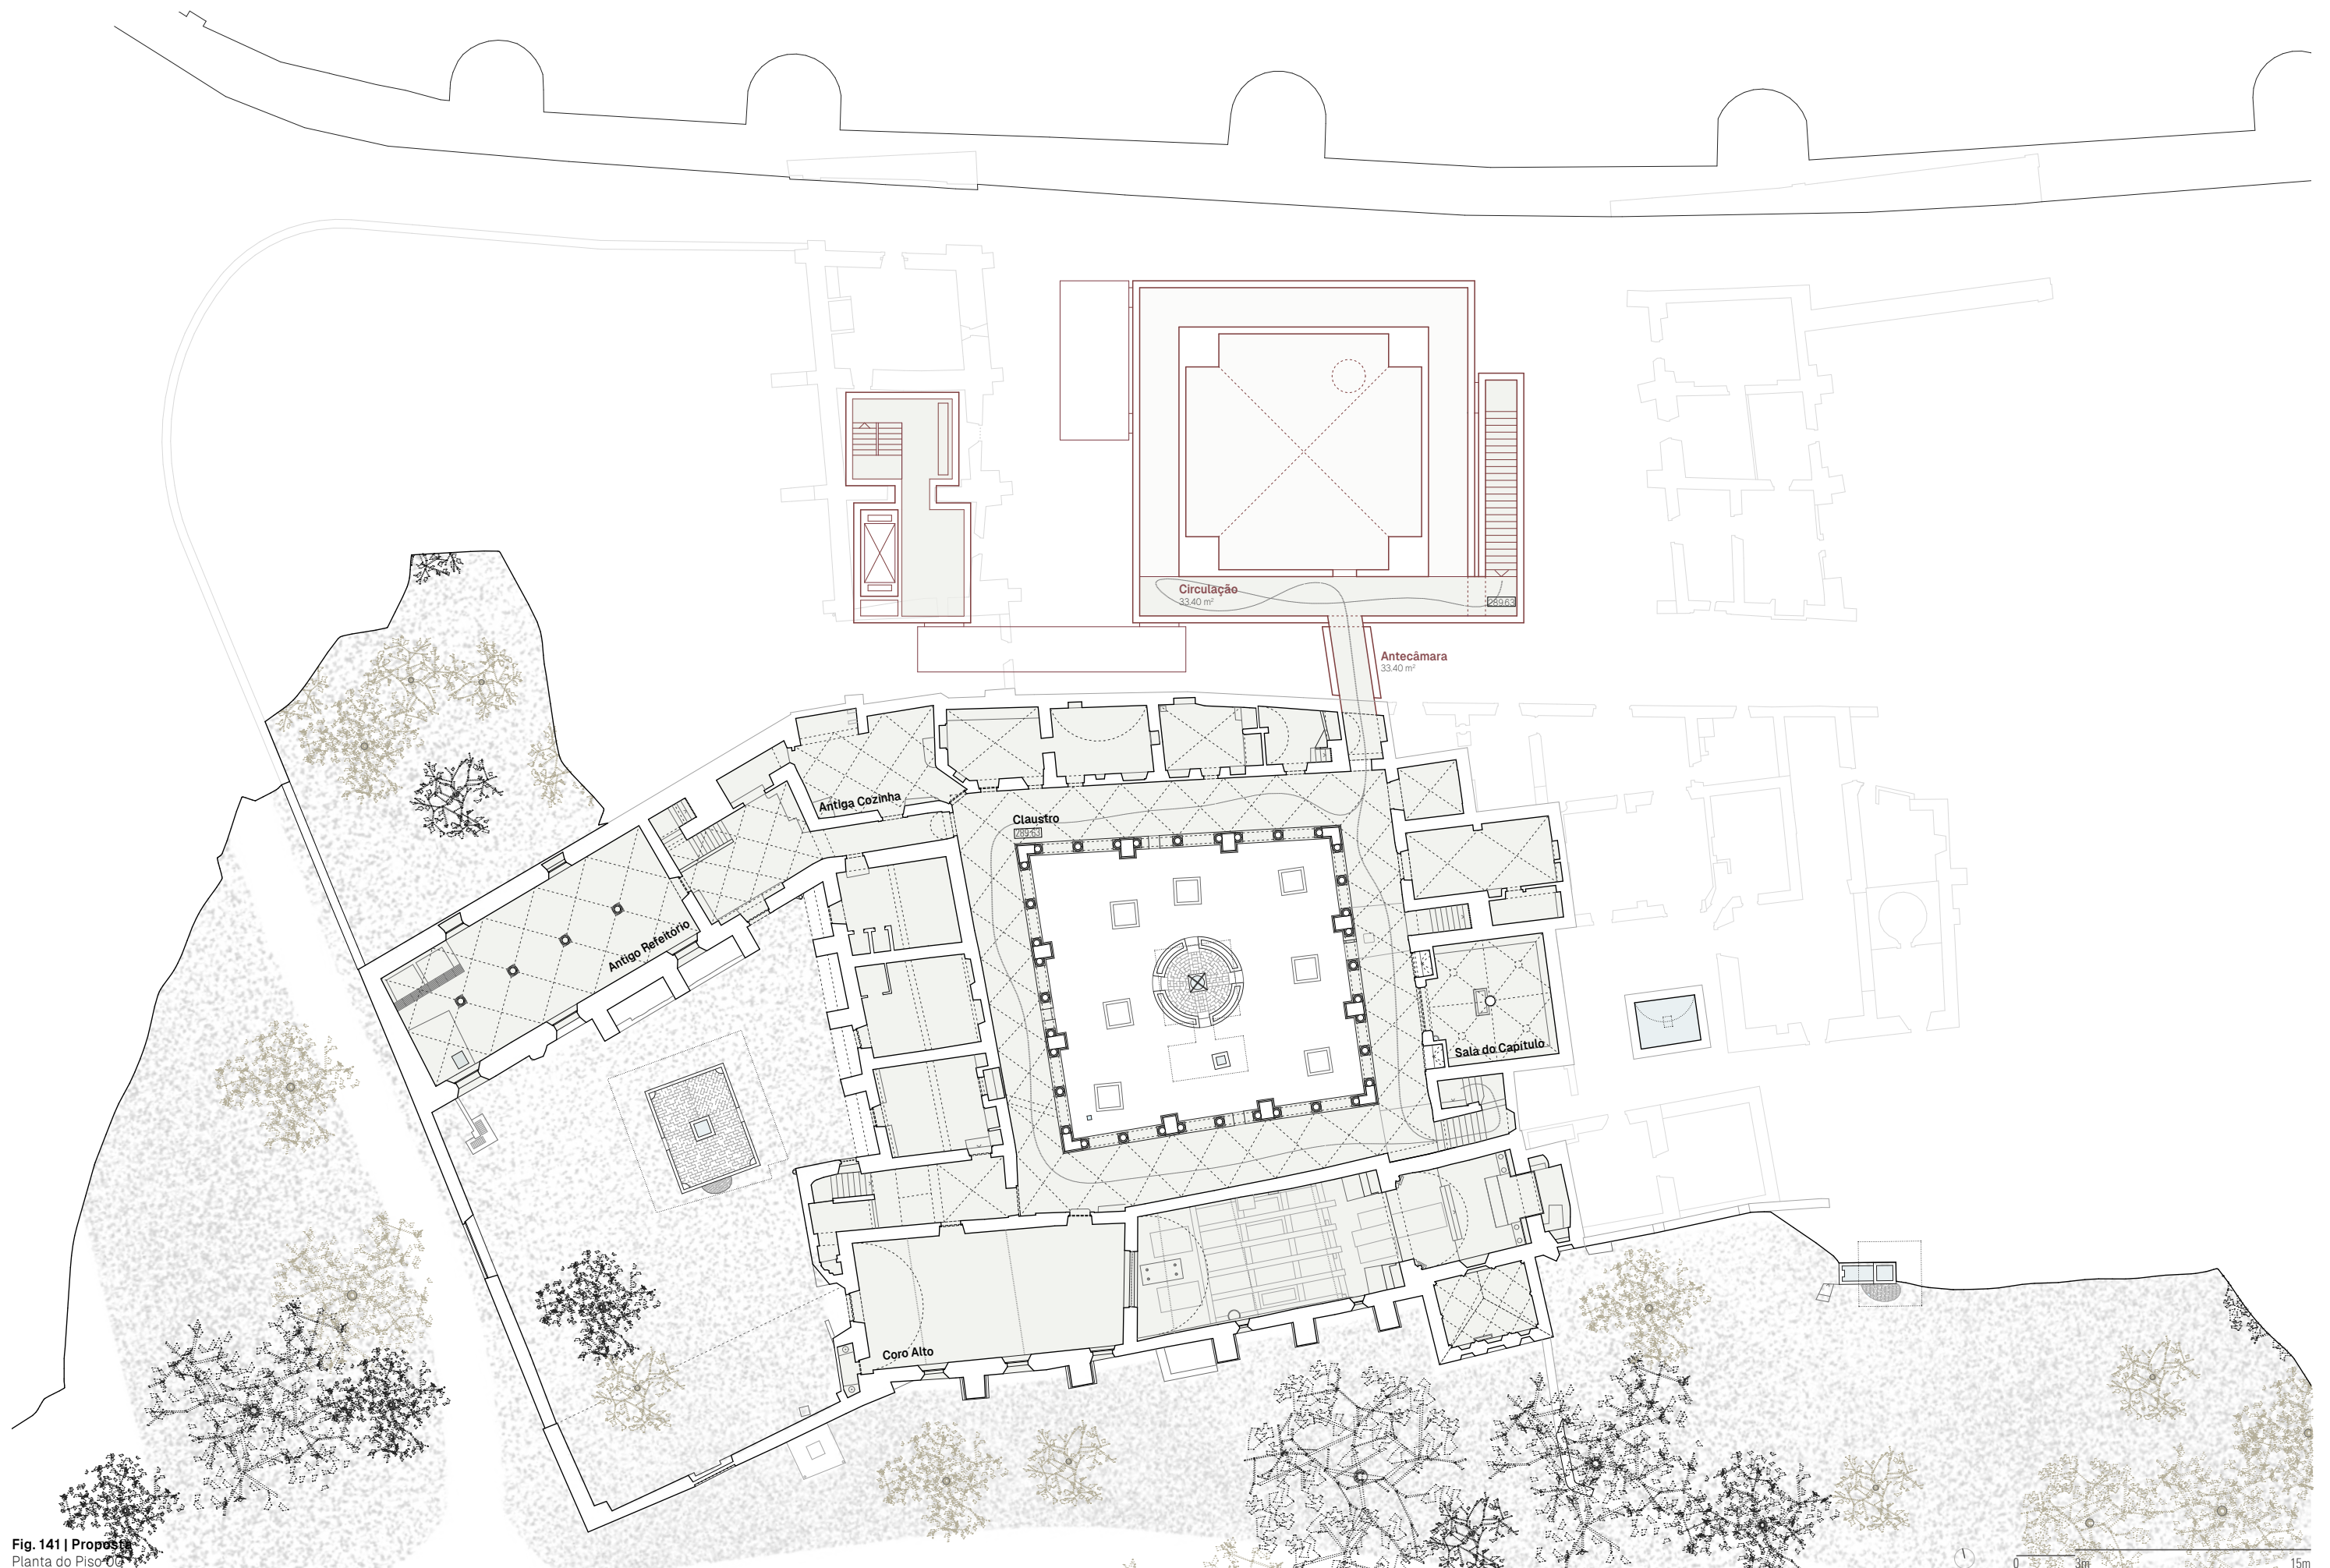 Circulação
33.40 m²
289.63
Antecâmara
33.40 m²
Antiga Cozinha
Claustro
289.63
Antigo Refeitório
Sala do Capítulo
Coro Alto
Fig. 141 | Proposta
Planta do Piso 00
0 3m 15m